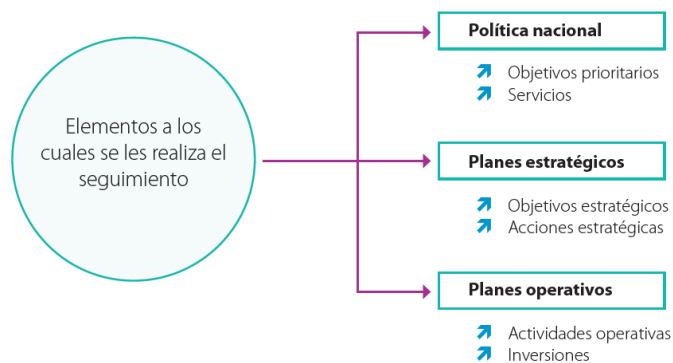 Elementos a los
cuales se les realiza el
seguimiento
Política nacional
Objetivos prioritarios
Servicios
Planes estratégicos
Objetivos estratégicos
Acciones estratégicas
Planes operativos
Actividades operativas
Inversiones